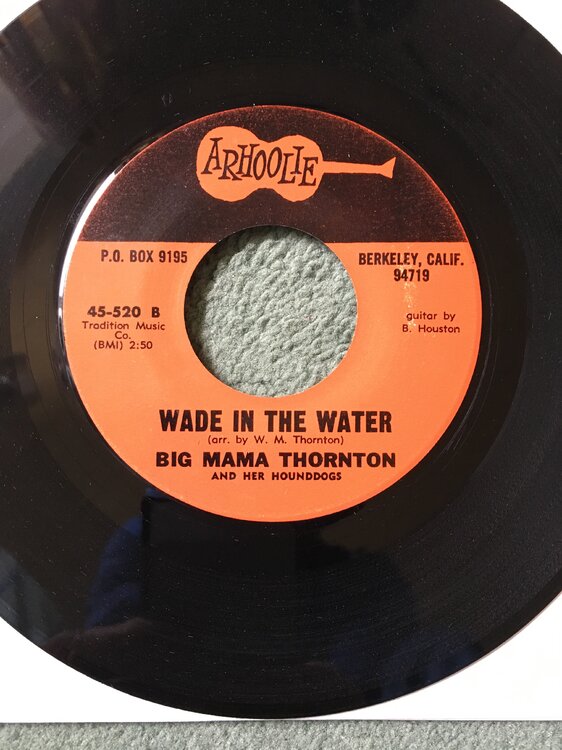 ARHOOLIE
P.O. BOX 9195
BERKELEY, CALIF.
94719
45-520 B
Tradition Music
Co.
(BMI) 2:50
guitar by
B. Houston
WADE IN THE WATER
(arr. by W. M. Thornton)
BIG MAMA THORNTON
AND HER HOUNDDOGS